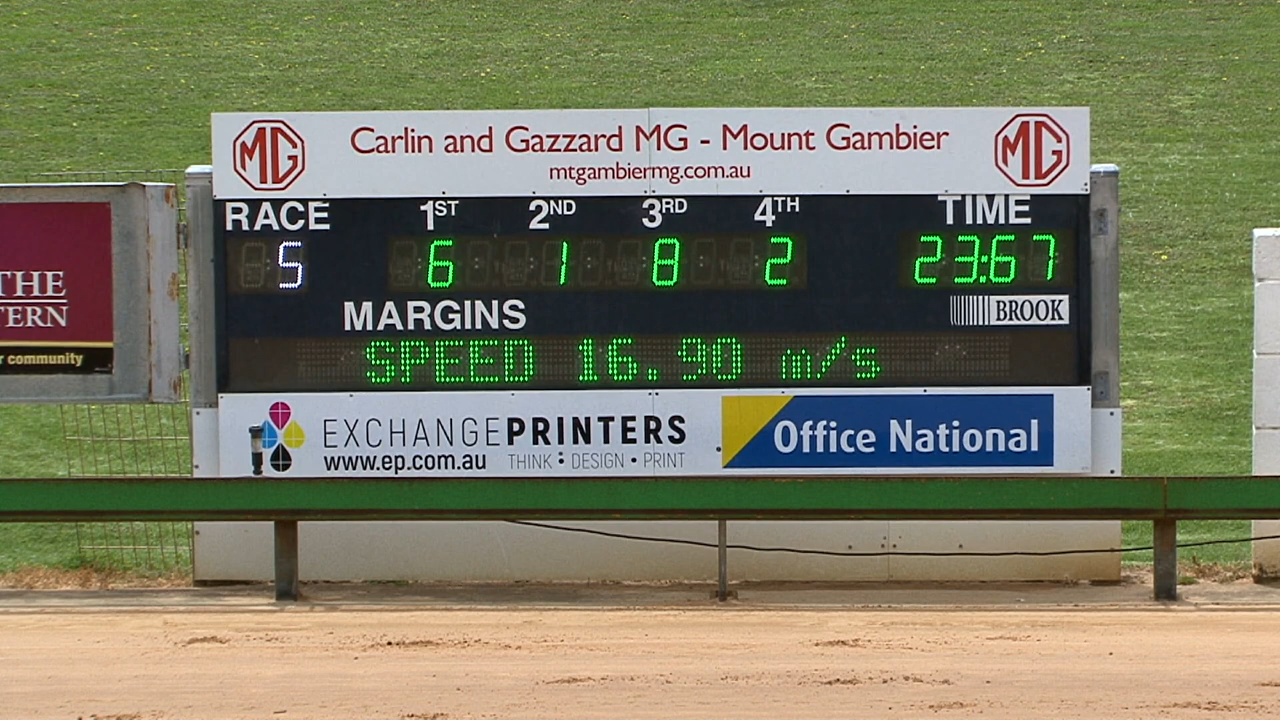 MG Carlin and Gazzard MG - Mount Gambier MG
mtgambiermg.com.au
RACE 1ST 2ND 3RD 4TH TIME
5 6 1 8 2 23:67
MARGINS BROOK
SPEED 16.90 m/s
EXCHANGEPRINTERS
www.ep.com.au THINK : DESIGN • PRINT
Office National
THE
TERN
r community